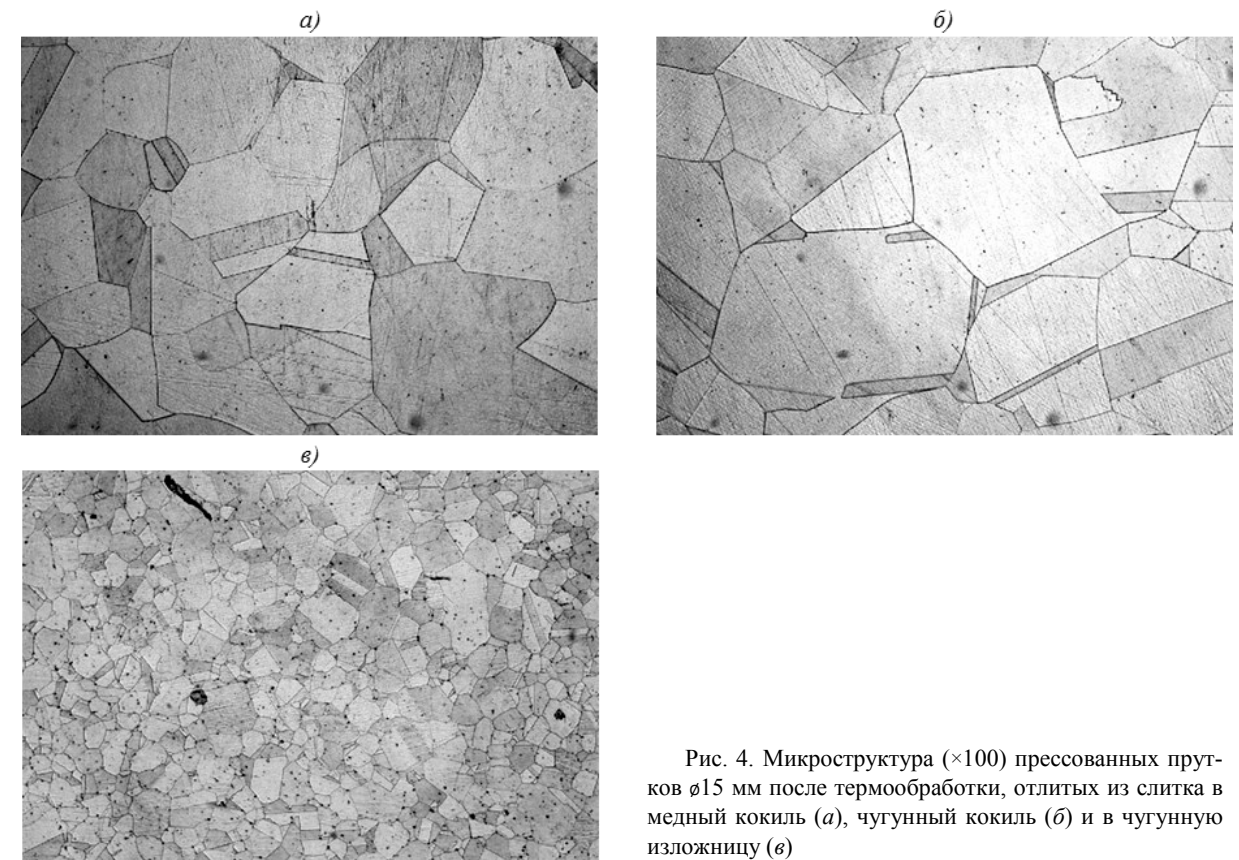 а)
б)
в)
Рис. 4. Микроструктура (×100) прессованных прут-
ков ø15 мм после термообработки, отлитых из слитка в
медный кокиль (а), чугунный кокиль (б) и в чугунную
изложницу (в)